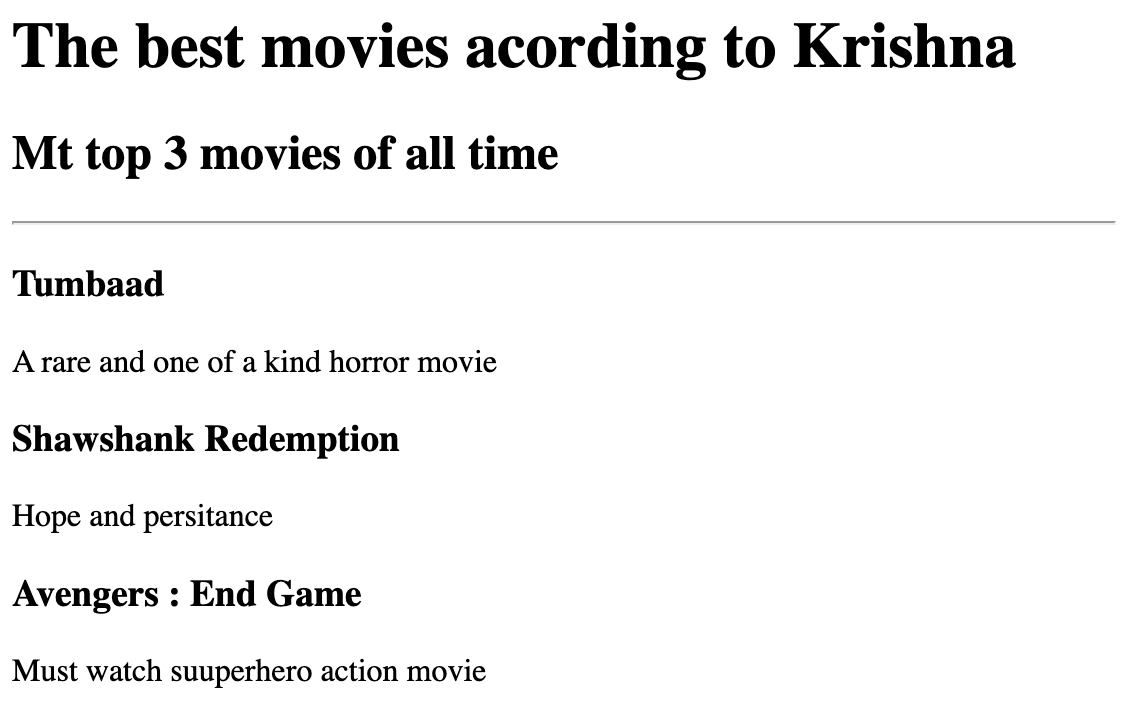 The best movies acording to Krishna
Mt top 3 movies of all time
Tumbaad
A rare and one of a kind horror movie
Shawshank Redemption
Hope and persitance
Avengers : End Game
Must watch suuperhero action movie